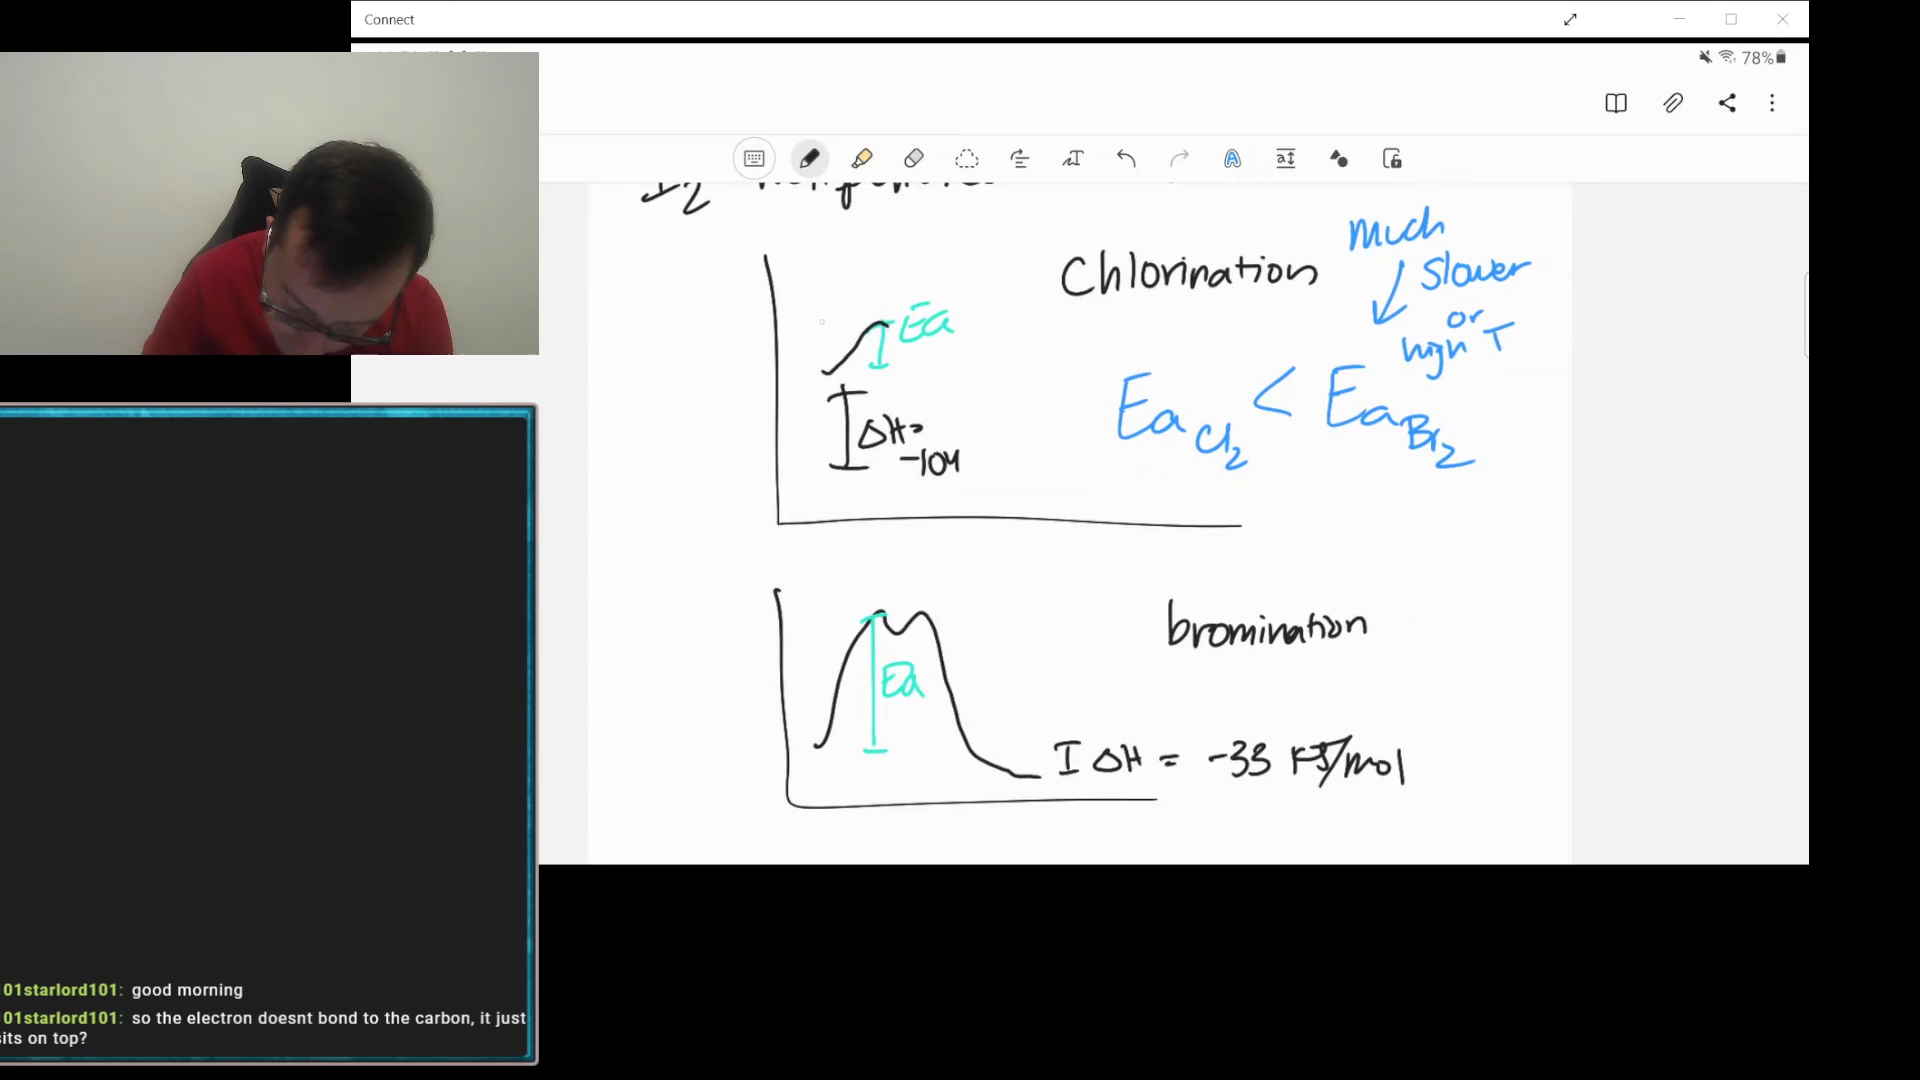 Connect
78%
Chlorination
much
slower
or
high T
Ea
ΔH=
-104
Ea Cl2 < Ea Br2
bromination
Ea
I ΔH = -33 KJ/mol
01starlord101: good morning
01starlord101: so the electron doesnt bond to the carbon, it just
sits on top?